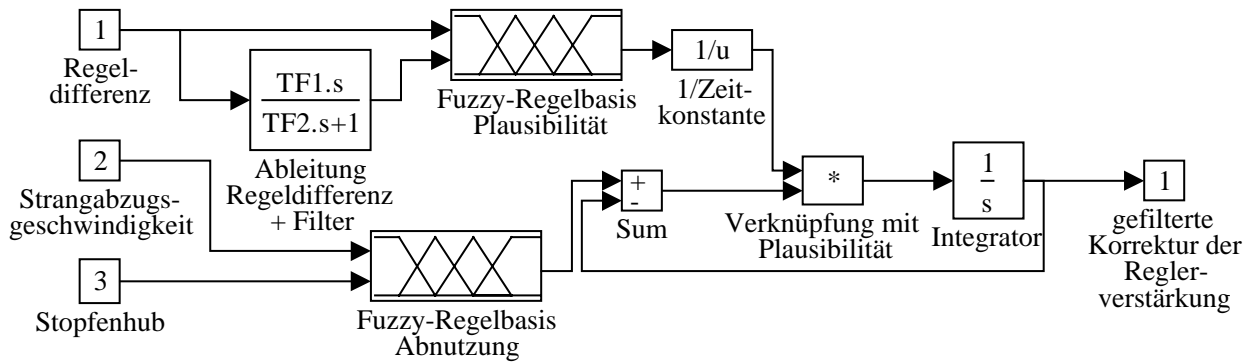 1
Regel-
differenz
TF1.s
TF2.s+1
Ableitung
Regeldifferenz
+ Filter
Fuzzy-Regelbasis
Plausibilität
1/u
1/Zeit-
konstante
2
Strangabzugs-
geschwindigkeit
3
Stopfenhub
Fuzzy-Regelbasis
Abnutzung
+
-
Sum
*
Verknüpfung mit
Plausibilität
1
s
Integrator
1
gefilterte
Korrektur der
Regler-
verstärkung